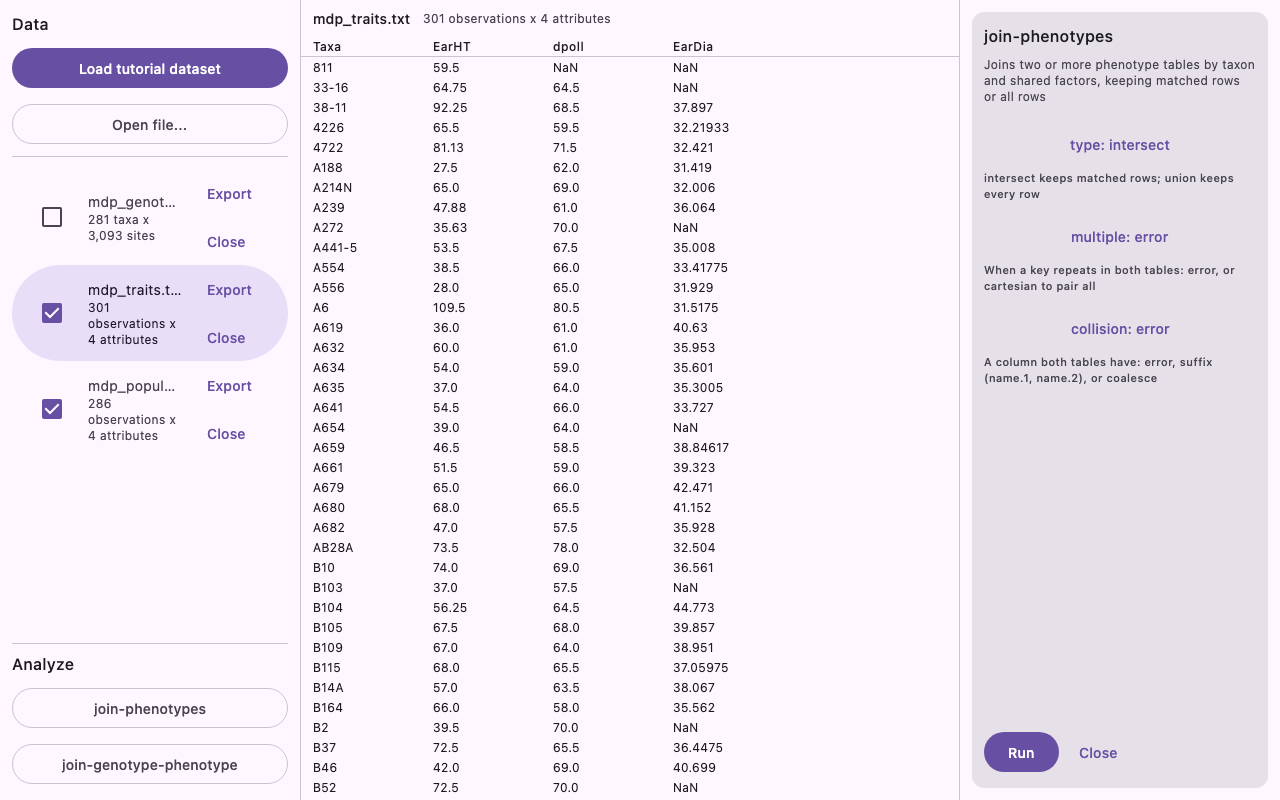 Data
Load tutorial dataset
Open file...
mdp_genot...
281 taxa x
3,093 sites
Export
Close
mdp_traits.t...
301
observations x
4 attributes
Export
Close
mdp_popul...
286
observations x
4 attributes
Export
Close
Analyze
join-phenotypes
join-genotype-phenotype
mdp_traits.txt 301 observations x 4 attributes
Taxa EarHT dpoll EarDia
811 59.5 NaN NaN
33-16 64.75 64.5 NaN
38-11 92.25 68.5 37.897
4226 65.5 59.5 32.21933
4722 81.13 71.5 32.421
A188 27.5 62.0 31.419
A214N 65.0 69.0 32.006
A239 47.88 61.0 36.064
A272 35.63 70.0 NaN
A441-5 53.5 67.5 35.008
A554 38.5 66.0 33.41775
A556 28.0 65.0 31.929
A6 109.5 80.5 31.5175
A619 36.0 61.0 40.63
A632 60.0 61.0 35.953
A634 54.0 59.0 35.601
A635 37.0 64.0 35.3005
A641 54.5 66.0 33.727
A654 39.0 64.0 NaN
A659 46.5 58.5 38.84617
A661 51.5 59.0 39.323
A679 65.0 66.0 42.471
A680 68.0 65.5 41.152
A682 47.0 57.5 35.928
AB28A 73.5 78.0 32.504
B10 74.0 69.0 36.561
B103 37.0 57.5 NaN
B104 56.25 64.5 44.773
B105 67.5 68.0 39.857
B109 67.0 64.0 38.951
B115 68.0 65.5 37.05975
B14A 57.0 63.5 38.067
B164 66.0 58.0 35.562
B2 39.5 70.0 NaN
B37 72.5 65.5 36.4475
B46 42.0 69.0 40.699
B52 72.5 70.0 NaN
join-phenotypes
Joins two or more phenotype tables by taxon
and shared factors, keeping matched rows
or all rows
type: intersect
intersect keeps matched rows; union keeps
every row
multiple: error
When a key repeats in both tables: error, or
cartesian to pair all
collision: error
A column both tables have: error, suffix
(name.1, name.2), or coalesce
Run
Close